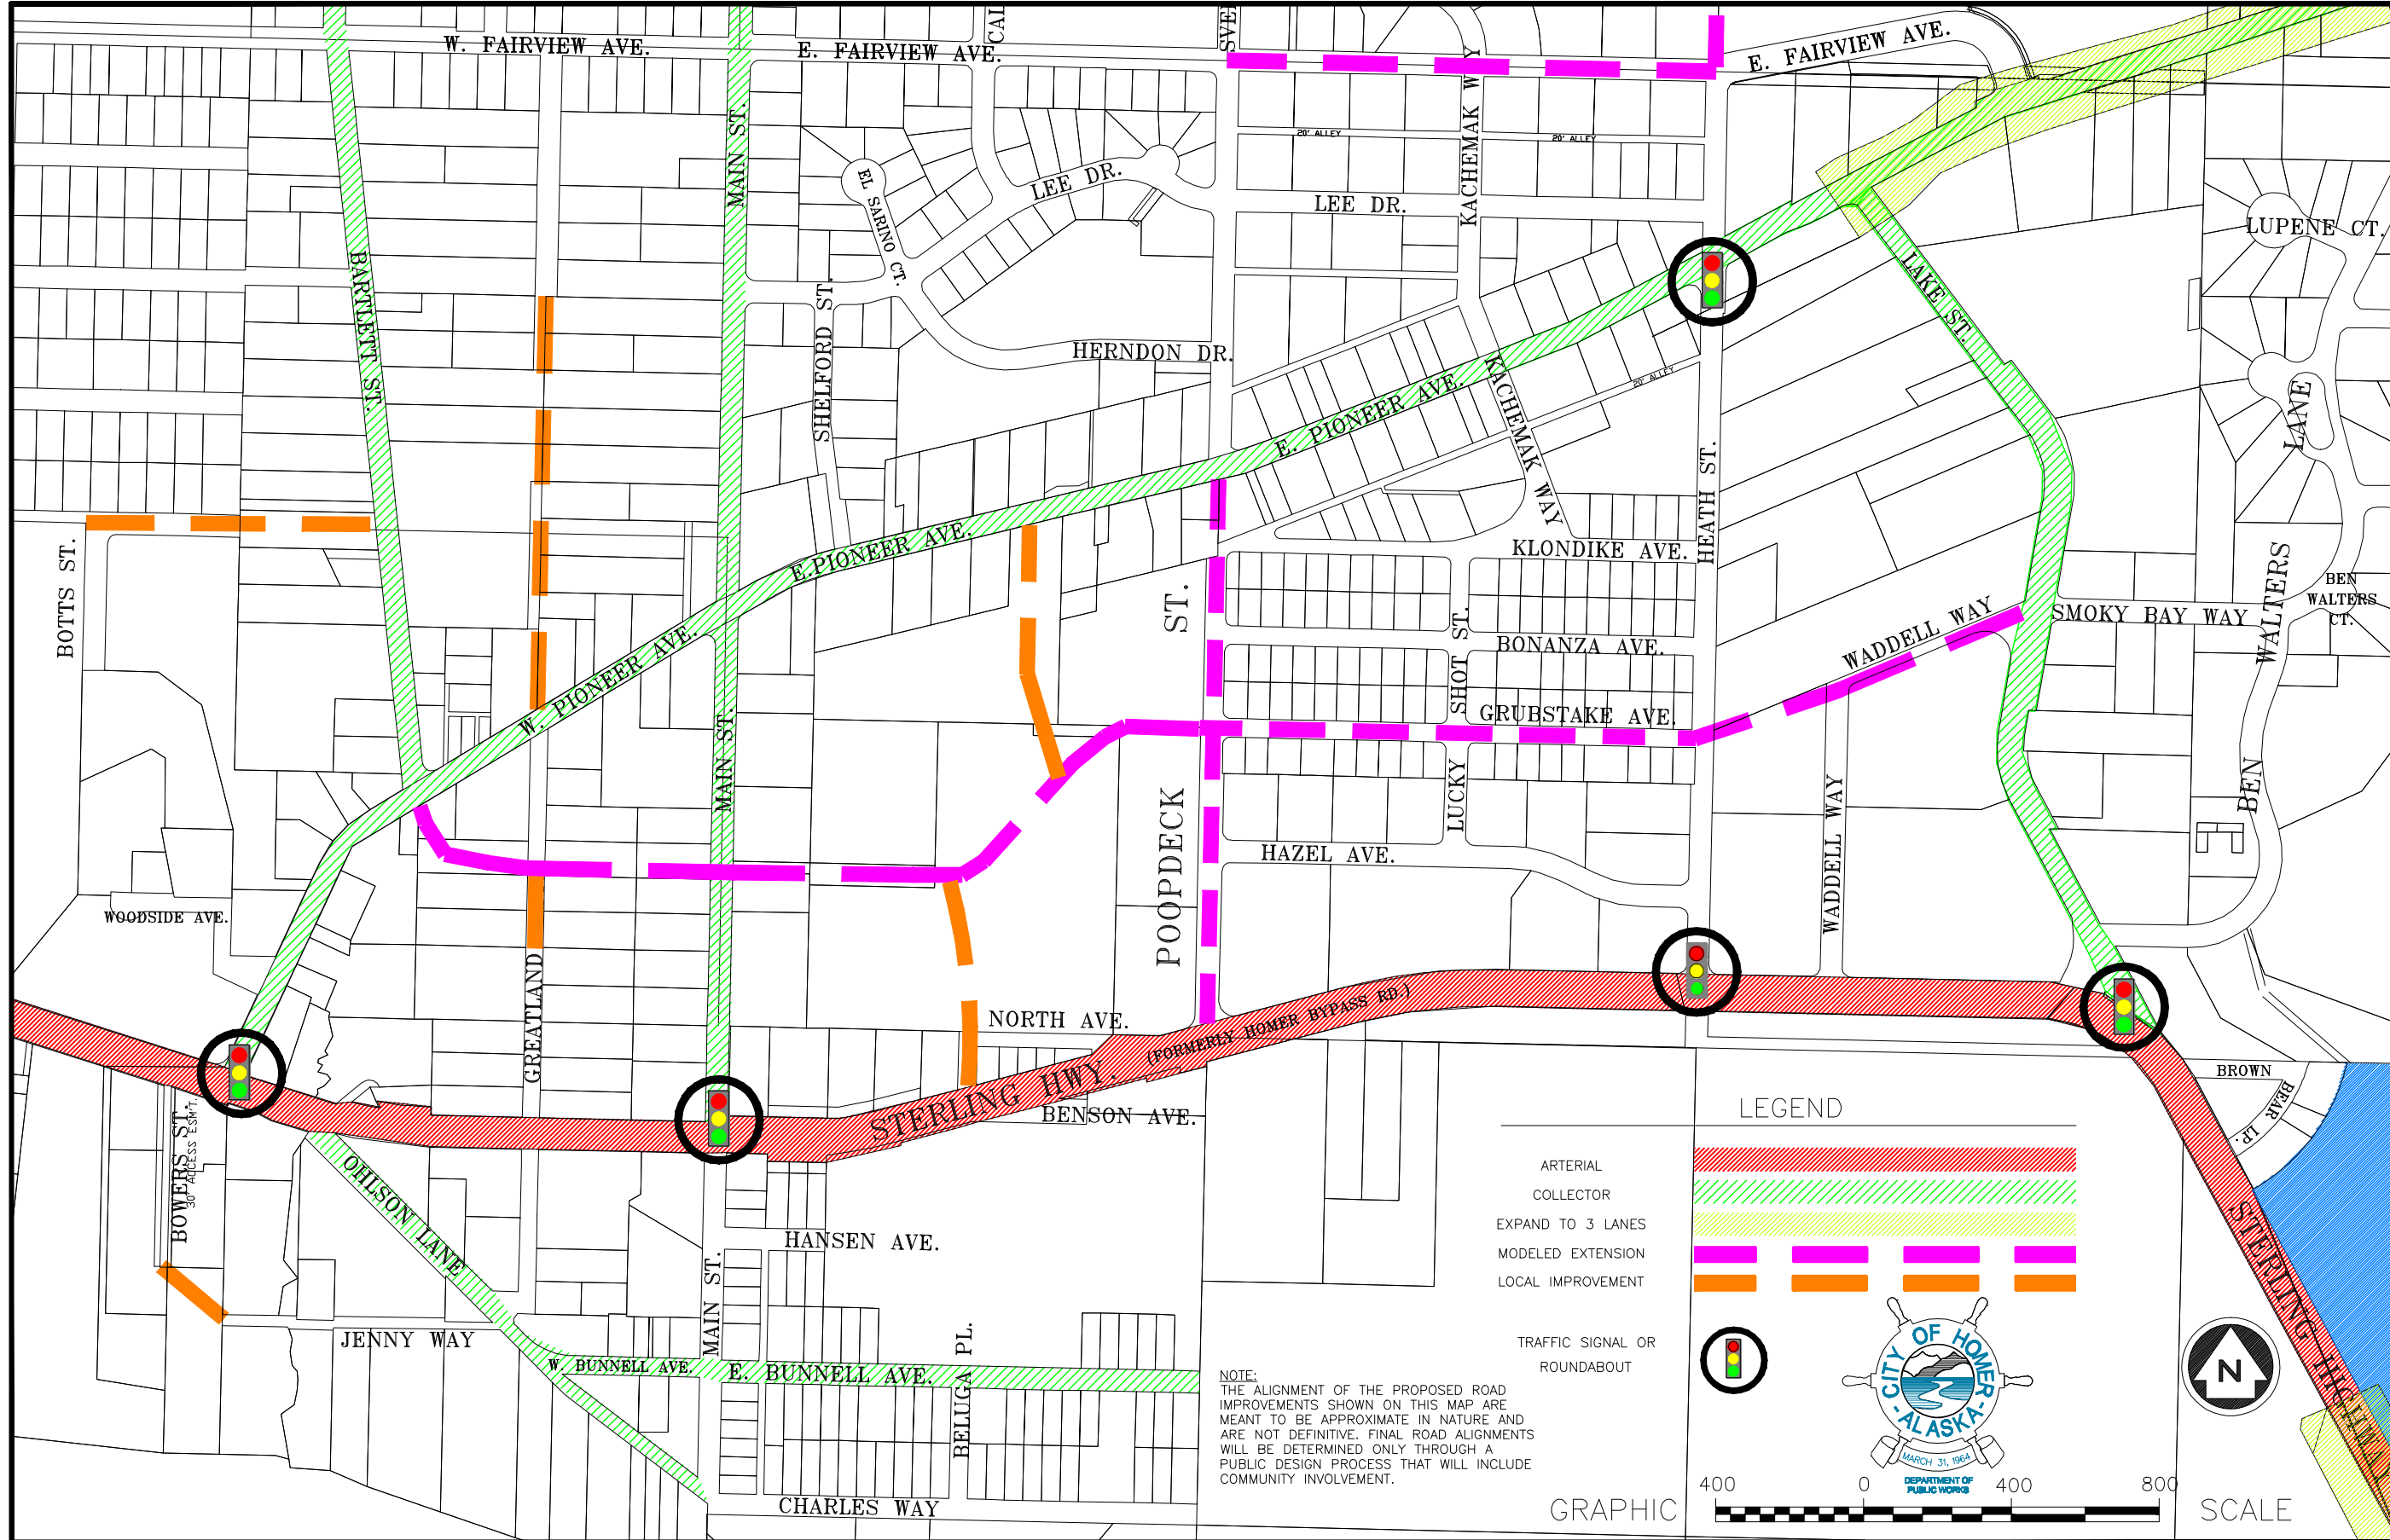 W. FAIRVIEW AVE.
E. FAIRVIEW AVE.
CAI
SVE
KACHEMAK WAY
E. FAIRVIEW AVE.
MAIN ST.
20' ALLEY
20' ALLEY
EL SARINO CT.
LEE DR.
LEE DR.
LUPENE CT.
LAKE ST.
BARTLETT ST.
SHELFORD ST.
HERNDON DR.
E. PIONEER AVE.
KACHEMAK WAY
20' ALLEY
HEATH ST.
LANE
BOTTS ST.
E.PIONEER AVE.
POOPDECK ST.
KLONDIKE AVE.
BEN WALTERS
BEN
WALTERS
CT.
SMOKY BAY WAY
WADDELL WAY
BONANZA AVE.
LUCKY SHOT ST.
W. PIONEER AVE.
MAIN ST.
GRUBSTAKE AVE.
WADDELL WAY
HAZEL AVE.
WOODSIDE AVE.
GREATLAND
NORTH AVE.
STERLING HWY. (FORMERLY HOMER BYPASS RD.)
BENSON AVE.
BROWN
BEAR LP.
BOWERS ST.
30' ACCESS ESM'T.
OHLSON LANE
HANSEN AVE.
MAIN ST.
JENNY WAY
W. BUNNELL AVE.
E. BUNNELL AVE.
BELUGA PL.
CHARLES WAY
STERLING HIGHWAY
LEGEND
ARTERIAL
COLLECTOR
EXPAND TO 3 LANES
MODELED EXTENSION
LOCAL IMPROVEMENT
TRAFFIC SIGNAL OR
ROUNDABOUT
NOTE:
THE ALIGNMENT OF THE PROPOSED ROAD
IMPROVEMENTS SHOWN ON THIS MAP ARE
MEANT TO BE APPROXIMATE IN NATURE AND
ARE NOT DEFINITIVE. FINAL ROAD ALIGNMENTS
WILL BE DETERMINED ONLY THROUGH A
PUBLIC DESIGN PROCESS THAT WILL INCLUDE
COMMUNITY INVOLVEMENT.
CITY OF HOMER
- ALASKA -
MARCH 31, 1964
DEPARTMENT OF
PUBLIC WORKS
N
400 0 400 800
GRAPHIC SCALE